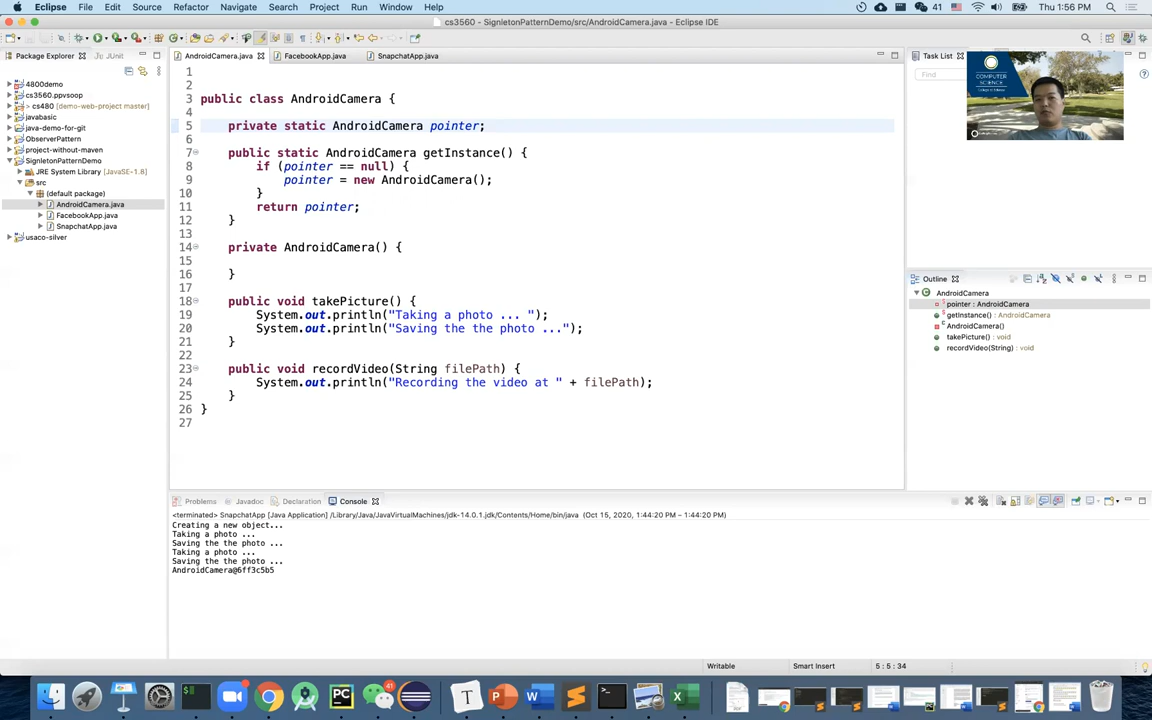 Eclipse File Edit Source Refactor Navigate Search Project Run Window Help 41 Thu 1:56 PM
cs3560 - SignletonPatternDemo/src/AndroidCamera.java - Eclipse IDE
Package Explorer JUnit
4800demo
cs3560.ppvsoop
cs480 [demo-web-project master]
javabasic
java-demo-for-git
ObserverPattern
project-without-maven
SignletonPatternDemo
JRE System Library [JavaSE-1.8]
src
(default package)
AndroidCamera.java
FacebookApp.java
SnapchatApp.java
usaco-silver
AndroidCamera.java FacebookApp.java SnapchatApp.java
1
2
3 public class AndroidCamera {
4
5 private static AndroidCamera pointer;
6
7 public static AndroidCamera getInstance() {
8 if (pointer == null) {
9 pointer = new AndroidCamera();
10 }
11 return pointer;
12 }
13
14 private AndroidCamera() {
15
16 }
17
18 public void takePicture() {
19 System.out.println("Taking a photo ... ");
20 System.out.println("Saving the the photo ...");
21 }
22
23 public void recordVideo(String filePath) {
24 System.out.println("Recording the video at " + filePath);
25 }
26 }
27
Task List
Find
COMPUTER
SCIENCE
Outline
AndroidCamera
pointer : AndroidCamera
getInstance() : AndroidCamera
AndroidCamera()
takePicture() : void
recordVideo(String) : void
Problems Javadoc Declaration Console
<terminated> SnapchatApp [Java Application] /Library/Java/JavaVirtualMachines/jdk-14.0.1.jdk/Contents/Home/bin/java (Oct 15, 2020, 1:44:20 PM – 1:44:20 PM)
Creating a new object...
Taking a photo ...
Saving the the photo ...
Taking a photo ...
Saving the the photo ...
AndroidCamera@6ff3c5b5
Writable Smart Insert 5 : 5 : 34